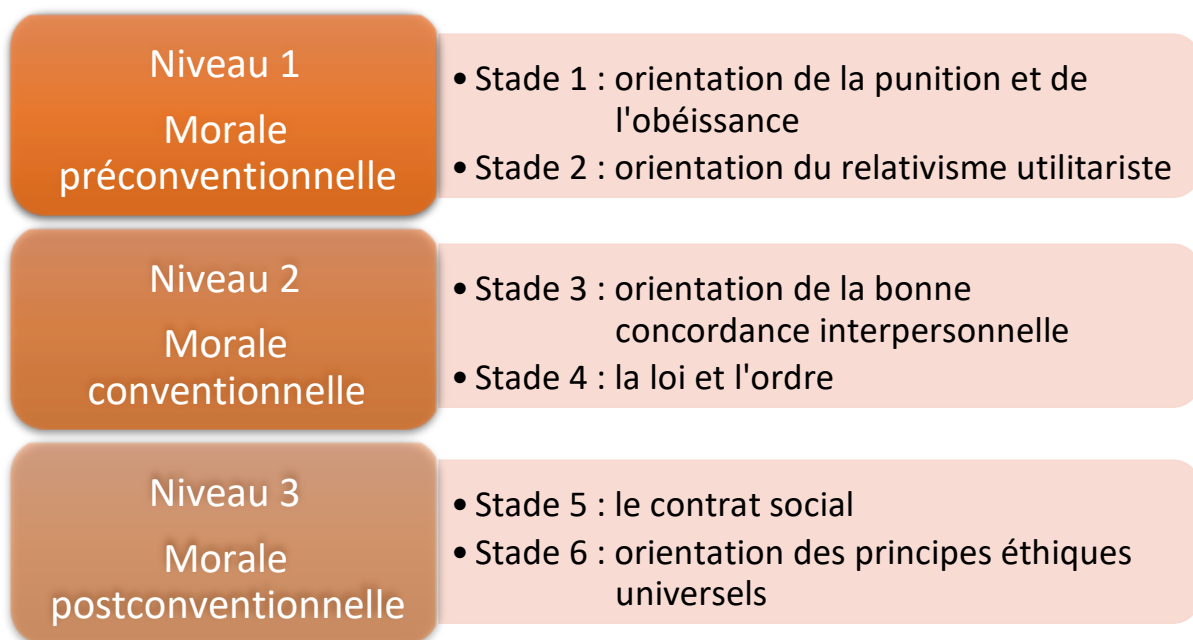 Niveau 1
Morale
préconventionnelle
• Stade 1 : orientation de la punition et de
l'obéissance
• Stade 2 : orientation du relativisme utilitariste
Niveau 2
Morale
conventionnelle
• Stade 3 : orientation de la bonne
concordance interpersonnelle
• Stade 4 : la loi et l'ordre
Niveau 3
Morale
postconventionnelle
• Stade 5 : le contrat social
• Stade 6 : orientation des principes éthiques
universels